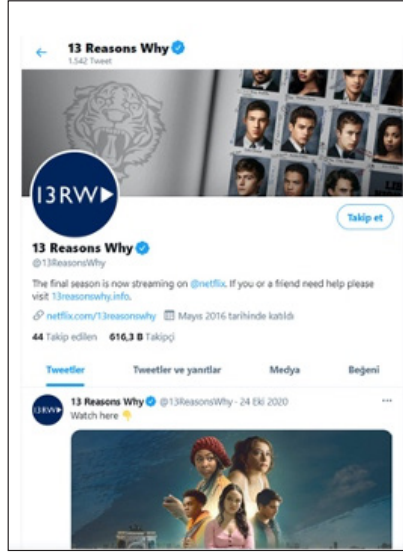 13 Reasons Why
1.542 Tweet
13RW
Takip et
13 Reasons Why
@13ReasonsWhy
The final season is now streaming on @netflix. If you or a friend need help please
visit 13reasonswhy.info.
netflix.com/13reasonswhy Mayıs 2016 tarihinde katıldı
44 Takip edilen 616,3 B Takipçi
Tweetler Tweetler ve yanıtlar Medya Beğeni
13RW
13 Reasons Why @13ReasonsWhy · 24 Eki 2020
Watch here